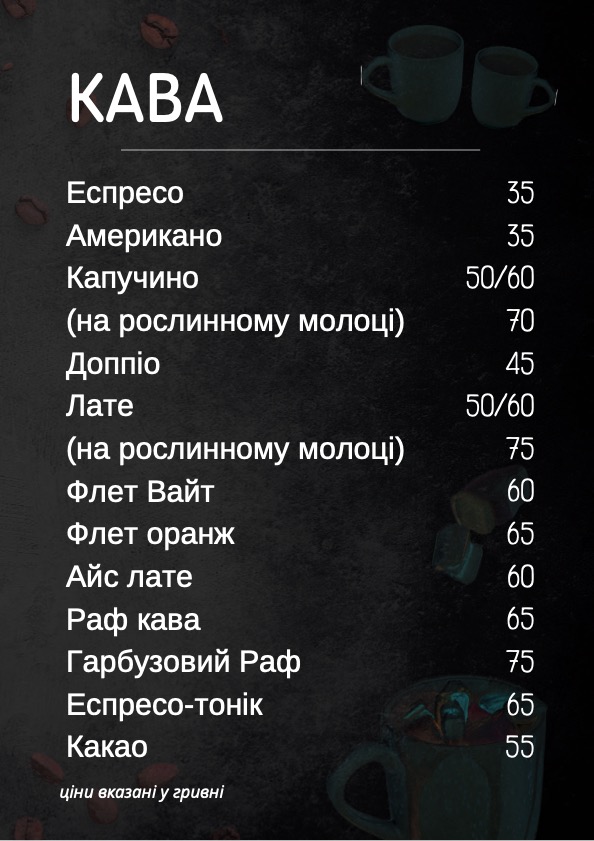 КАВА
Еспресо 35
Американо 35
Капучино 50/60
(на рослинному молоці) 70
Доппіо 45
Лате 50/60
(на рослинному молоці) 75
Флет Вайт 60
Флет оранж 65
Айс лате 60
Раф кава 65
Гарбузовий Раф 75
Еспресо-тонік 65
Какао 55
ціни вказані у гривні